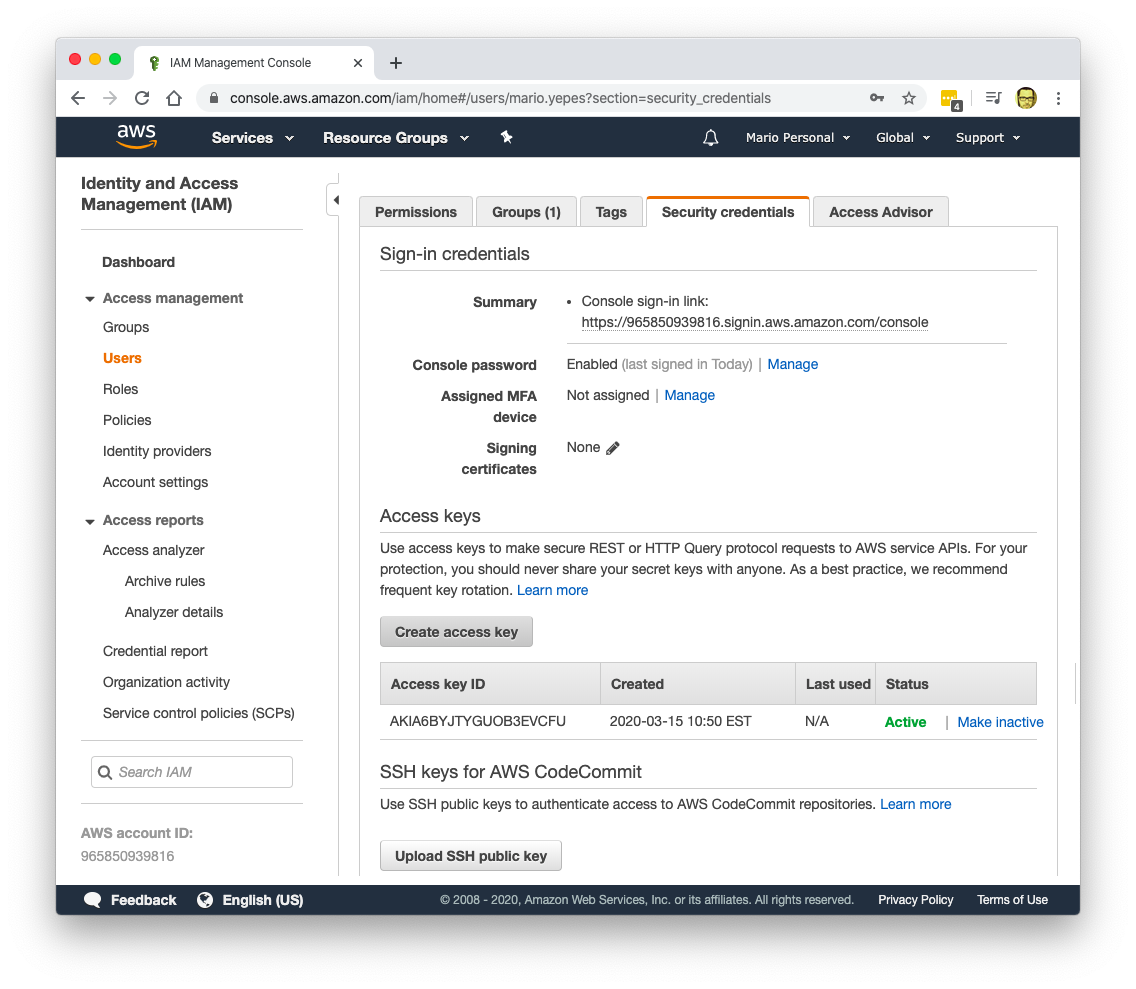 IAM Management Console
console.aws.amazon.com/iam/home#/users/mario.yepes?section=security_credentials
4
aws
Services
Resource Groups
Mario Personal
Global
Support
Identity and Access
Management (IAM)
Dashboard
Access management
Groups
Users
Roles
Policies
Identity providers
Account settings
Access reports
Access analyzer
Archive rules
Analyzer details
Credential report
Organization activity
Service control policies (SCPs)
Search IAM
AWS account ID:
965850939816
Permissions
Groups (1)
Tags
Security credentials
Access Advisor
Sign-in credentials
Summary
• Console sign-in link:
https://965850939816.signin.aws.amazon.com/console
Console password
Enabled (last signed in Today) | Manage
Assigned MFA
device
Not assigned | Manage
Signing
certificates
None
Access keys
Use access keys to make secure REST or HTTP Query protocol requests to AWS service APIs. For your
protection, you should never share your secret keys with anyone. As a best practice, we recommend
frequent key rotation. Learn more
Create access key
Access key ID Created Last used Status
AKIA6BYJTYGUOB3EVCFU 2020-03-15 10:50 EST N/A Active | Make inactive
SSH keys for AWS CodeCommit
Use SSH public keys to authenticate access to AWS CodeCommit repositories. Learn more
Upload SSH public key
Feedback
English (US)
© 2008 - 2020, Amazon Web Services, Inc. or its affiliates. All rights reserved.
Privacy Policy
Terms of Use